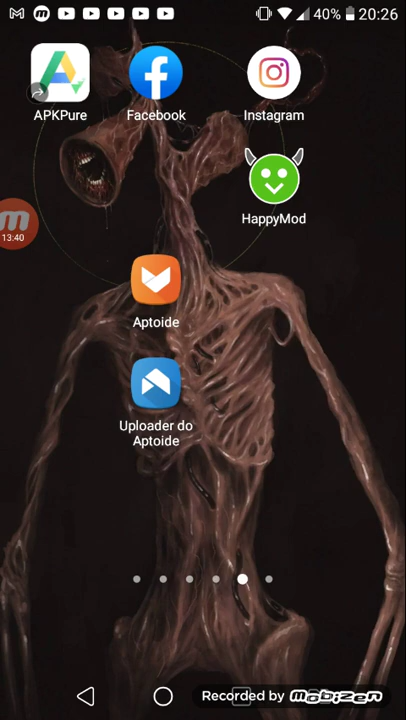 40% 20:26
APKPure
Facebook
Instagram
HappyMod
m
13:40
Aptoide
Uploader do
Aptoide
Recorded by mobizen